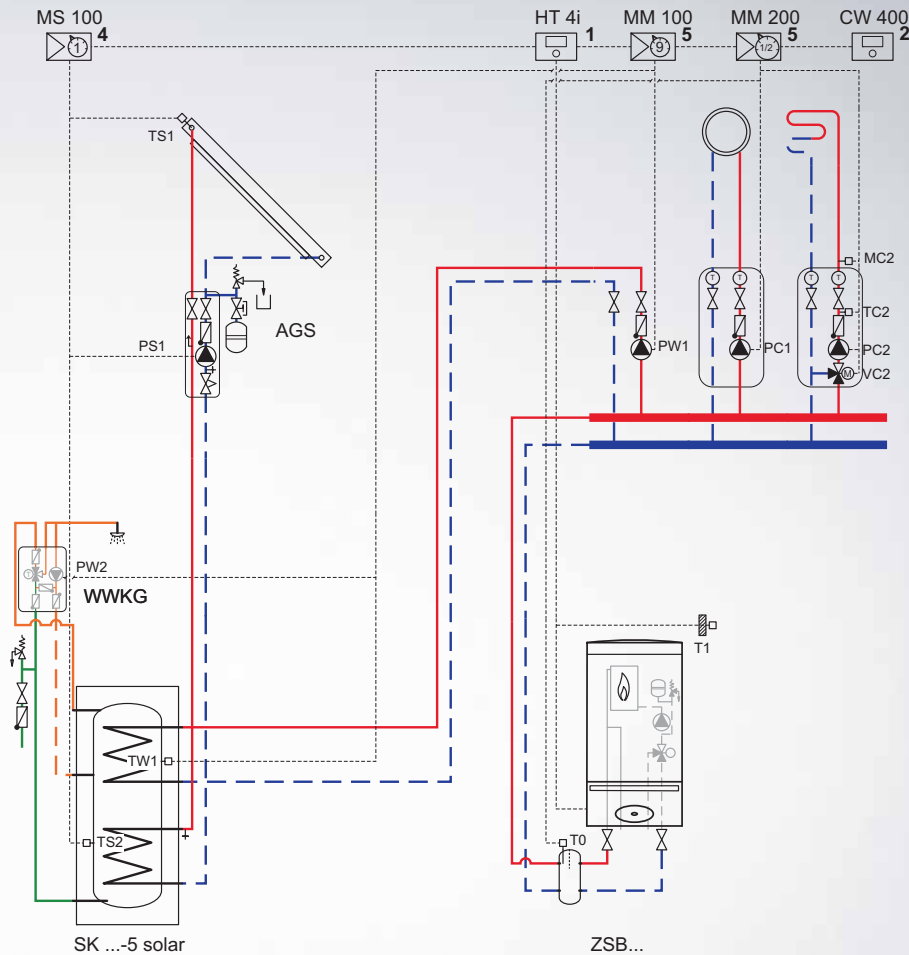 MS 100 4
HT 4i 1
MM 100 5
MM 200 5
CW 400 2
1
9
1/2
TS1
MC2
T T T T
TC2
AGS
PS1
PW1
PC1
PC2
M
VC2
PW2
T
WWKG
T1
TW1
TS2
T0
SK ...-5 solar
ZSB...